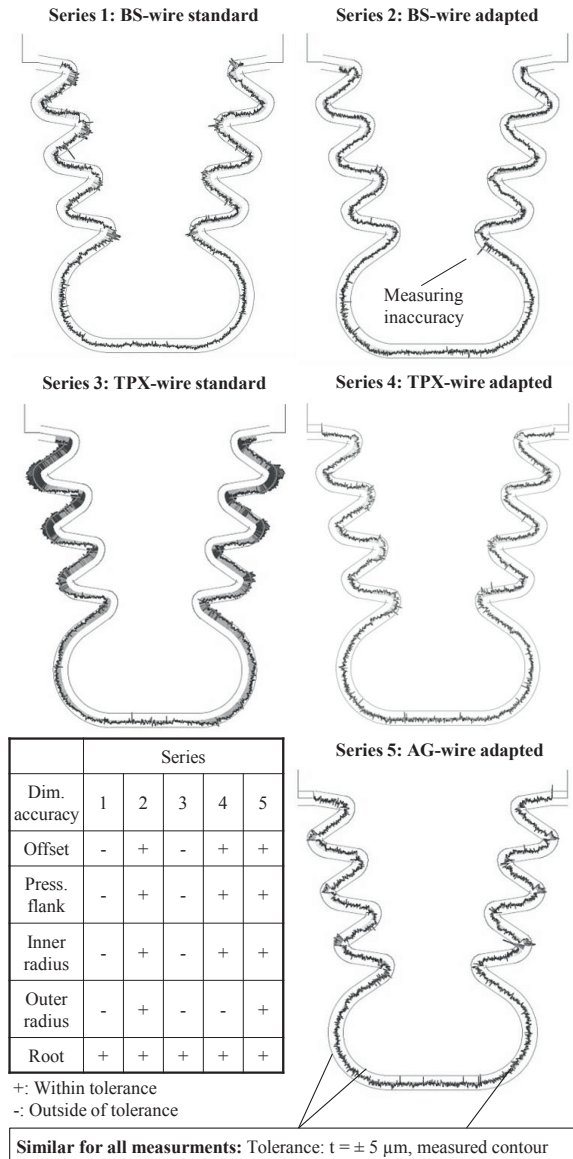 Series 1: BS-wire standard
Series 2: BS-wire adapted
Measuring
inaccuracy
Series 3: TPX-wire standard
Series 4: TPX-wire adapted
Series
Dim.
accuracy 1 2 3 4 5
Offset - + - + +
Press.
flank - + - + +
Inner
radius - + - + +
Outer
radius - + - - +
Root + + + + +
+: Within tolerance
-: Outside of tolerance
Series 5: AG-wire adapted
Similar for all measurments: Tolerance: t = ± 5 µm, measured contour